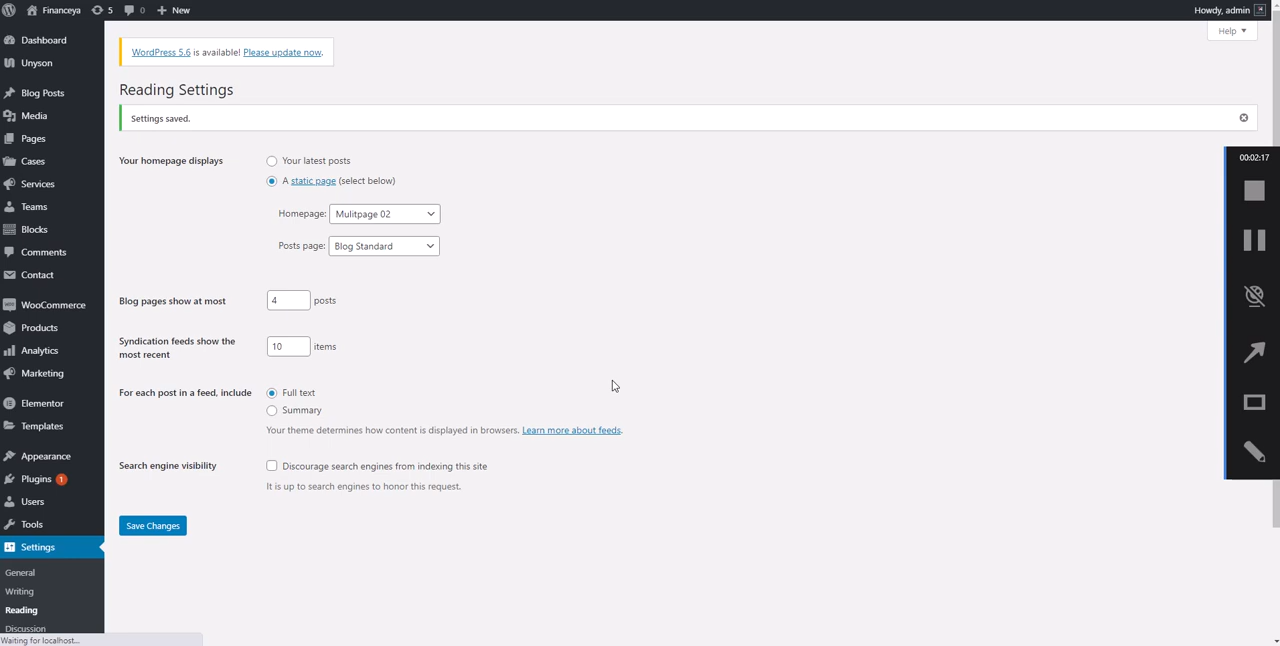 Financeya 5 0 New Howdy, admin
Help
Dashboard
Unyson
Blog Posts
Media
Pages
Cases
Services
Teams
Blocks
Comments
Contact
WooCommerce
Products
Analytics
Marketing
Elementor
Templates
Appearance
Plugins 1
Users
Tools
Settings
General
Writing
Reading
Discussion
Waiting for localhost...
WordPress 5.6 is available! Please update now.
Reading Settings
Settings saved.
Your homepage displays
Your latest posts
A static page (select below)
Homepage: Mulitpage 02
Posts page: Blog Standard
Blog pages show at most 4 posts
Syndication feeds show the
most recent
10 items
For each post in a feed, include
Full text
Summary
Your theme determines how content is displayed in browsers. Learn more about feeds.
Search engine visibility
Discourage search engines from indexing this site
It is up to search engines to honor this request.
Save Changes
00:02:17